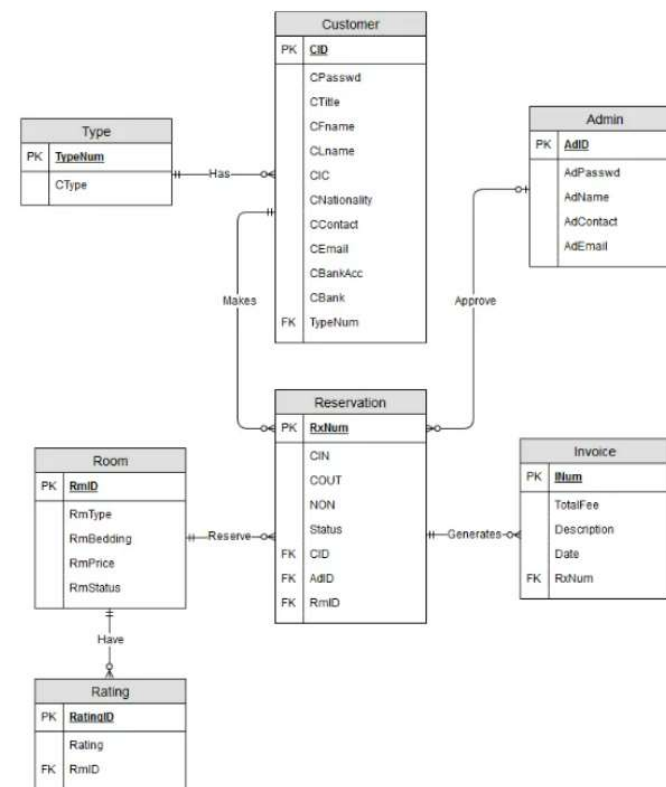 Customer
PK CID
CPasswd
CTitle
CFname
CLname
CIC
CNationality
CContact
CEmail
CBankAcc
CBank
FK TypeNum
Type
PK TypeNum
CType
Has
Admin
PK AdID
AdPasswd
AdName
AdContact
AdEmail
Makes
Approve
Reservation
PK RxNum
CIN
COUT
NON
Status
FK CID
FK AdID
FK RmID
Room
PK RmID
RmType
RmBedding
RmPrice
RmStatus
Reserve
Generates
Invoice
PK INum
TotalFee
Description
Date
FK RxNum
Have
Rating
PK RatingID
Rating
FK RmID